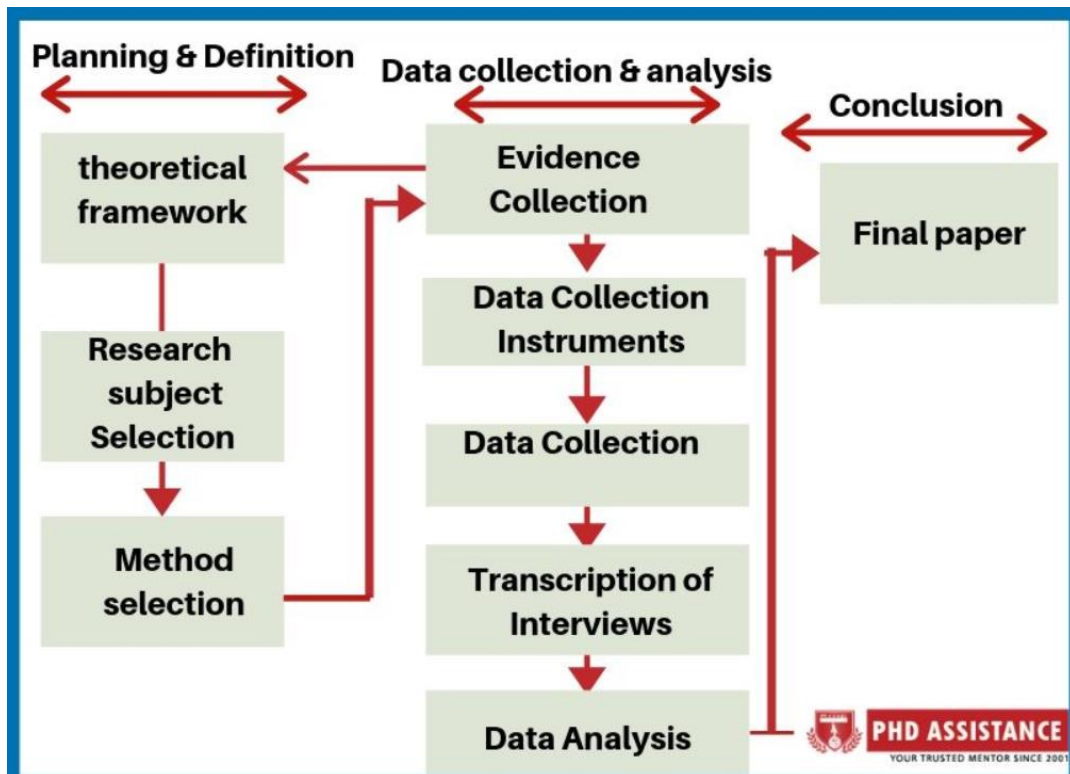 Planning & Definition
theoretical
framework
Research
subject
Selection
Method
selection
Data collection & analysis
Evidence
Collection
Data Collection
Instruments
Data Collection
Transcription of
Interviews
Data Analysis
Conclusion
Final paper
PHD ASSISTANCE
YOUR TRUSTED MENTOR SINCE 2001